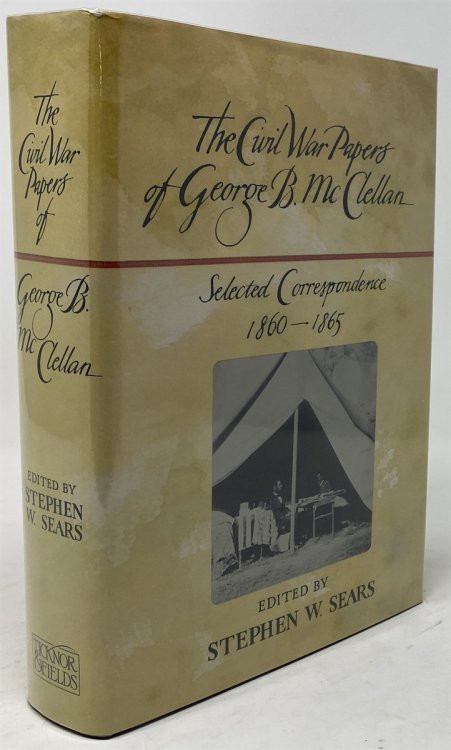 The
Civil War
Papers
of
George B.
McClellan
EDITED BY
STEPHEN
W. SEARS
TICKNOR
& FIELDS
The Civil War Papers
of George B. McClellan
Selected Correspondence
1860—1865
EDITED BY
STEPHEN W. SEARS